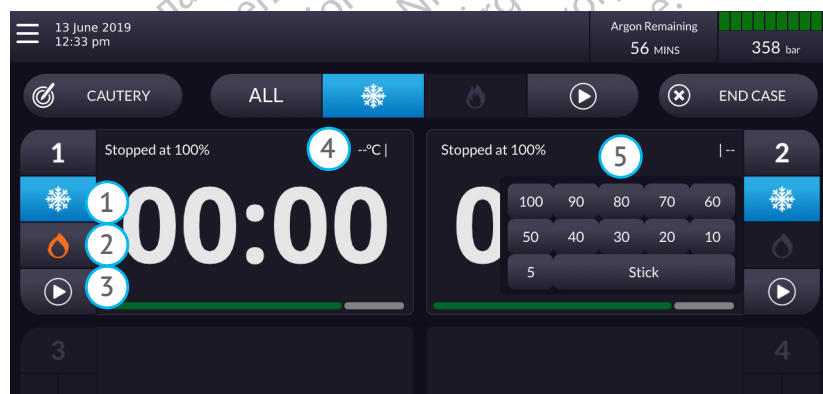 13 June 2019
12:33 pm
Argon Remaining
56 MINS
358 bar
CAUTERY
ALL
END CASE
1
Stopped at 100%
4
--°C |
Stopped at 100%
5
| --
2
1
00:00
2
3
0
100 90 80 70 60
50 40 30 20 10
5 Stick
3
4